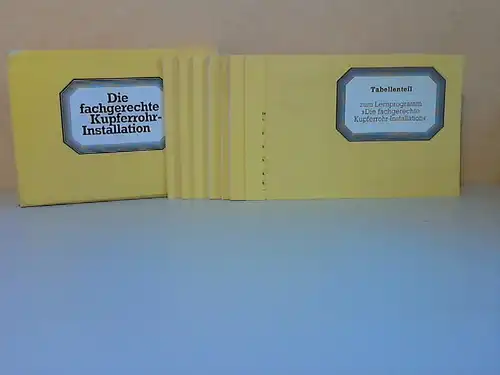 Die
fachgerechte
Kupferrohr-
Installation
Tabellenteil
zum Lernprogramm
»Die fachgerechte
Kupferrohr-Installation«